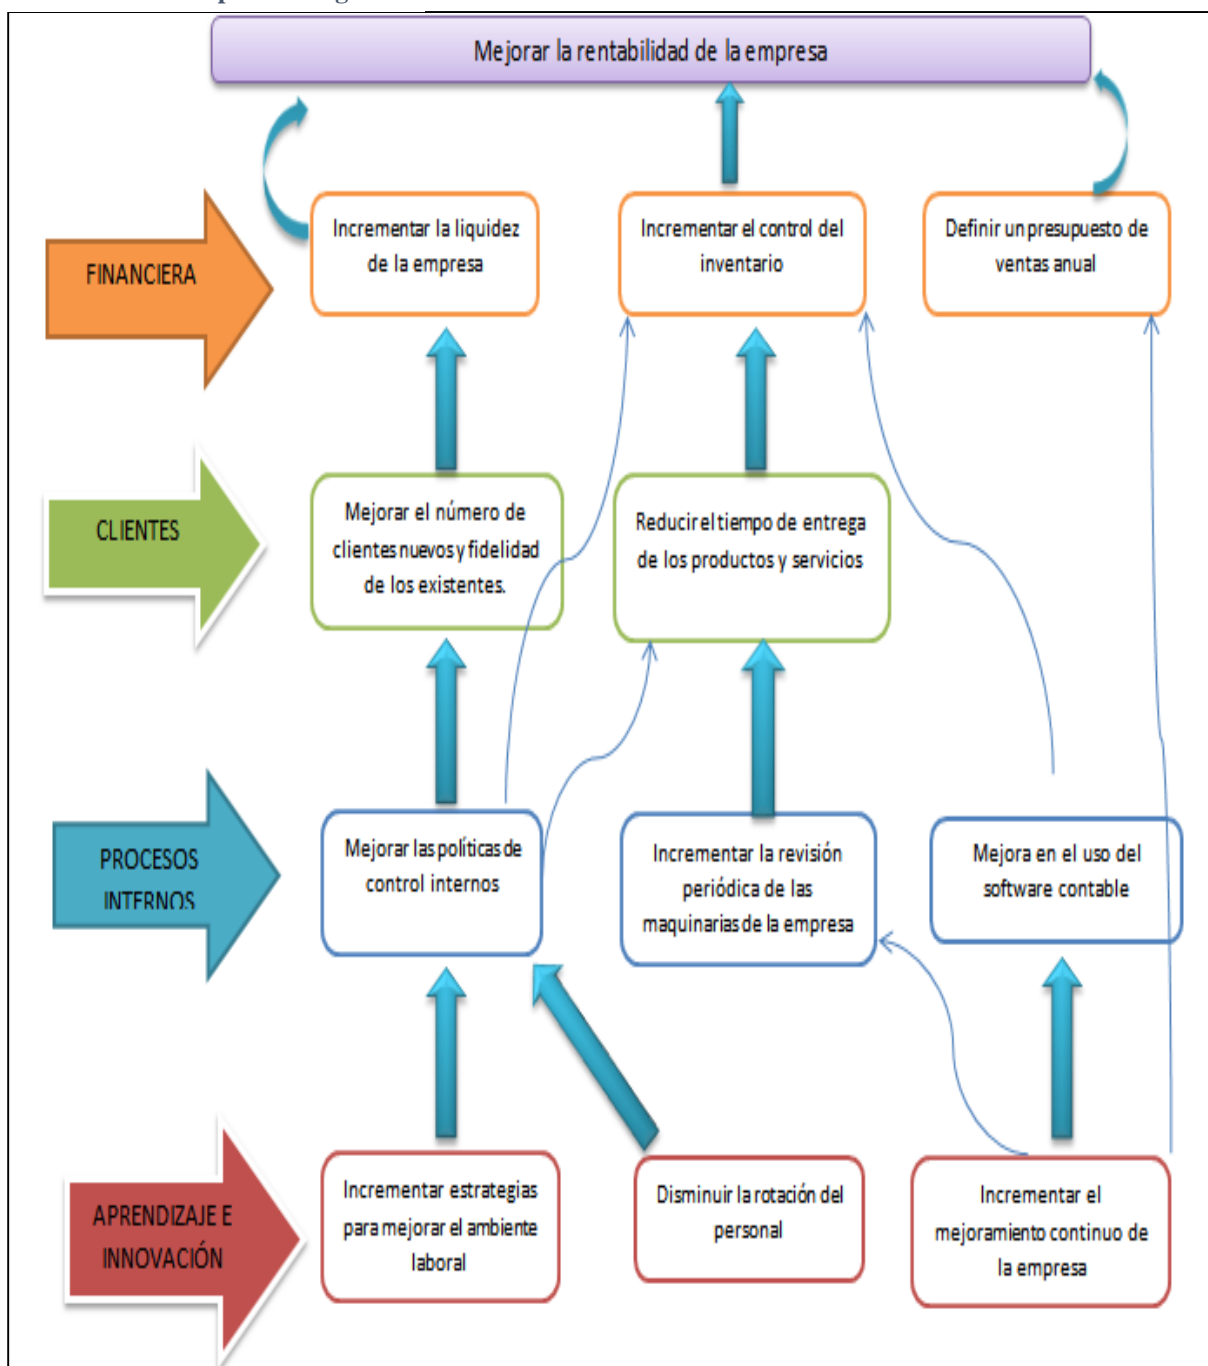 Mejorar la rentabilidad de la empresa
FINANCIERA
Incrementar la liquidez
de la empresa
Incrementar el control del
inventario
Definir un presupuesto de
ventas anual
CLIENTES
Mejorar el número de
clientes nuevos y fidelidad
de los existentes.
Reducir el tiempo de entrega
de los productos y servicios
PROCESOS
INTERNOS
Mejorar las políticas de
control internos
Incrementar la revisión
periódica de las
maquinarias de la empresa
Mejora en el uso del
software contable
APRENDIZAJE E
INNOVACIÓN
Incrementar estrategias
para mejorar el ambiente
laboral
Disminuir la rotación del
personal
Incrementar el
mejoramiento continuo de
la empresa